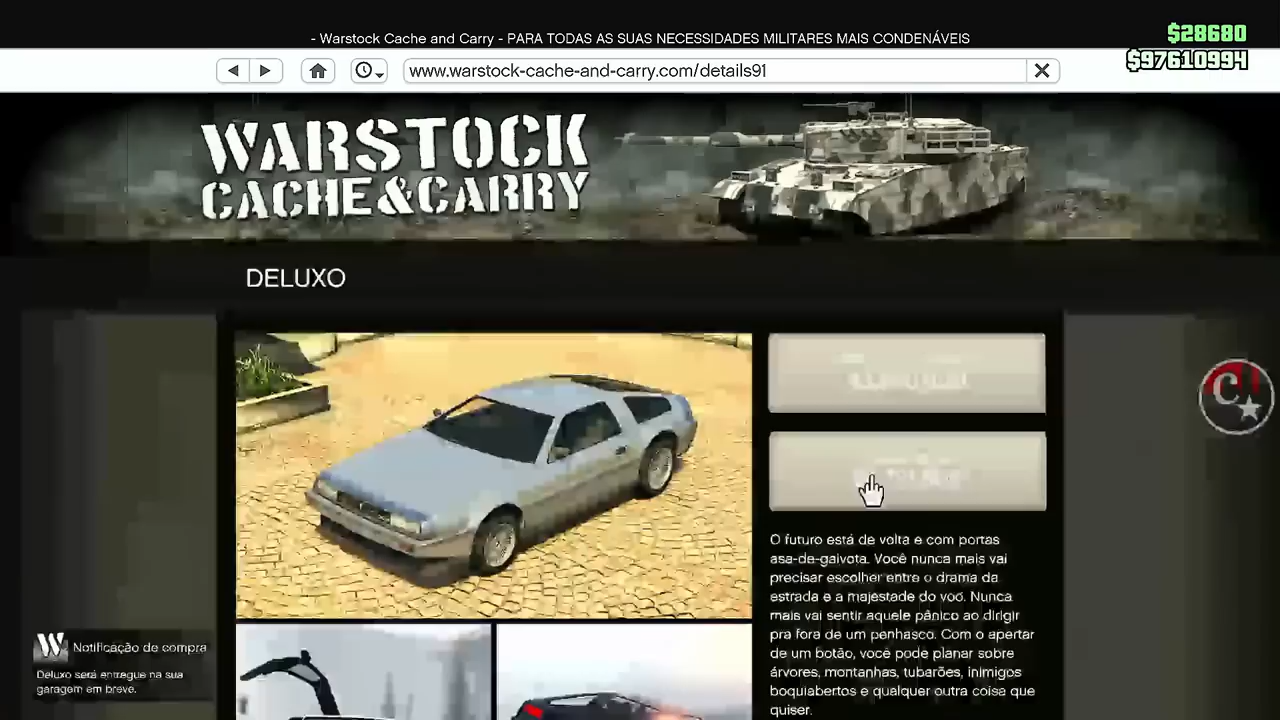 - Warstock Cache and Carry - PARA TODAS AS SUAS NECESSIDADES MILITARES MAIS CONDENÁVEIS
$28680
$97610994
www.warstock-cache-and-carry.com/details91
WARSTOCK
CACHE&CARRY
DELUXO
O futuro está de volta e com portas
asa-de-gaivota. Você nunca mais vai
precisar escolher entre o drama da
estrada e a majestade do voo. Nunca
mais vai sentir aquele pânico ao dirigir
pra fora de um penhasco. Com o apertar
de um botão, você pode planar sobre
árvores, montanhas, tubarões, inimigos
boquiabertos e qualquer outra coisa que
quiser.
Notificação de compra
Deluxo será entregue na sua
garagem em breve.